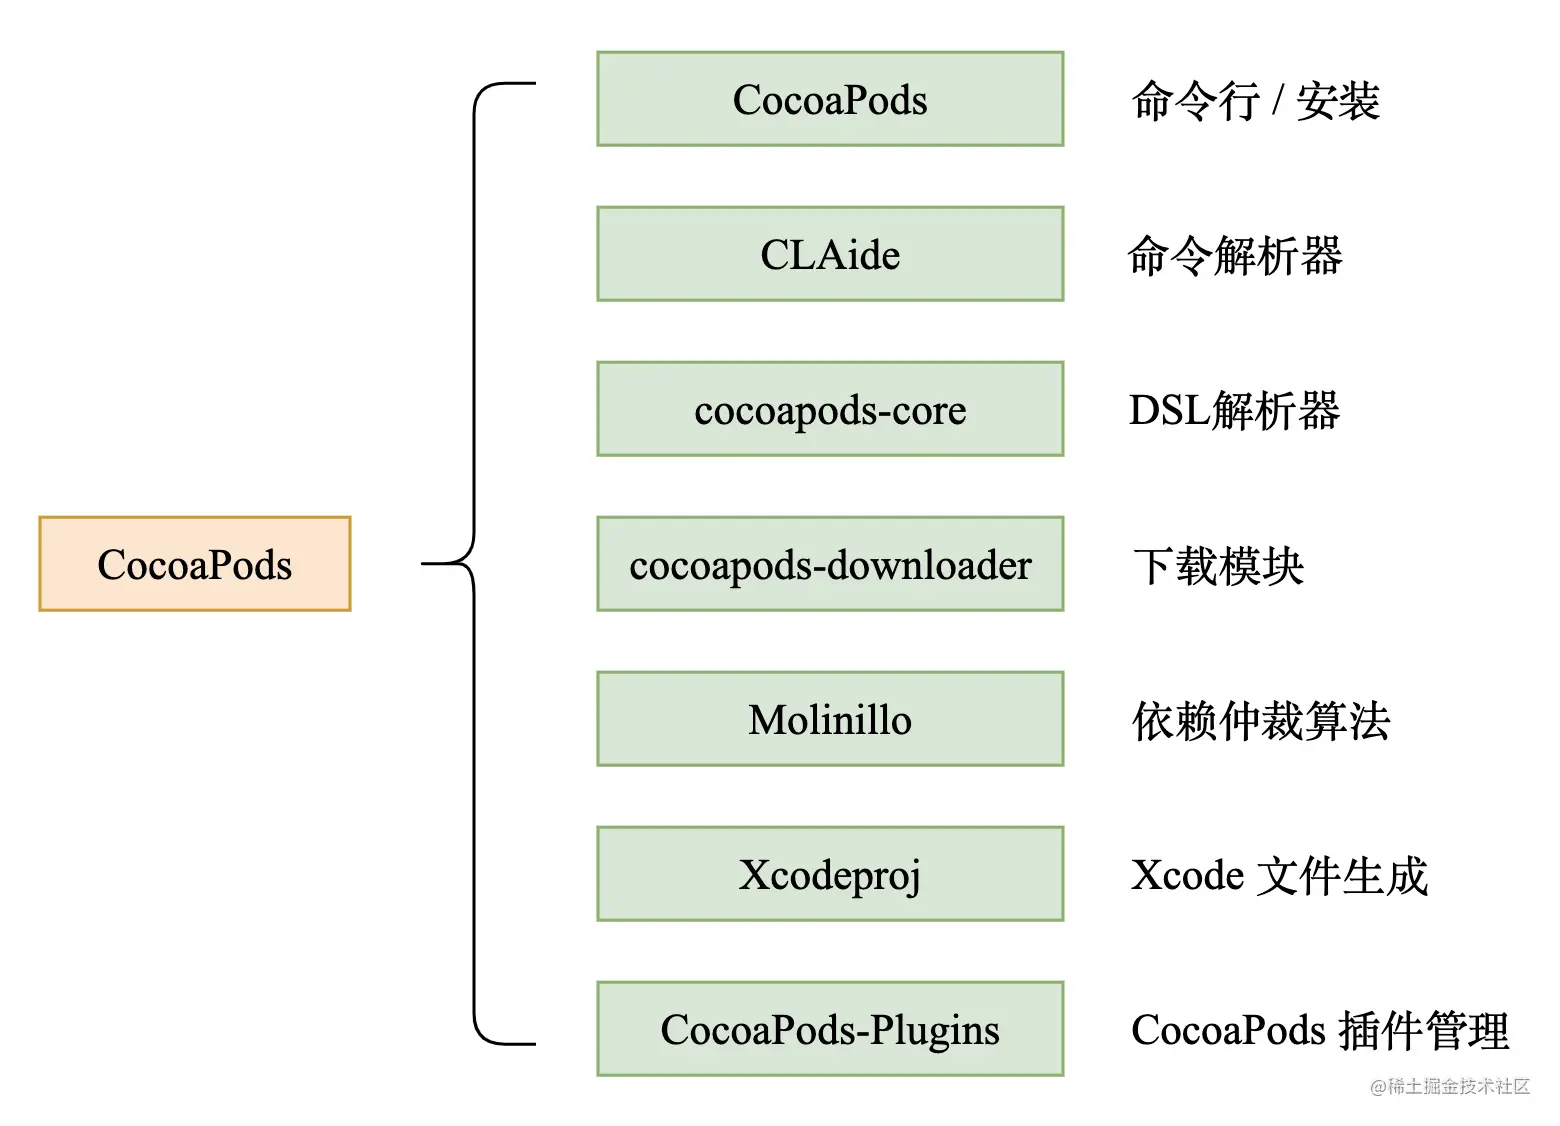 CocoaPods 命令行 / 安装
CLAide 命令解析器
cocoapods-core DSL解析器
CocoaPods cocoapods-downloader 下载模块
Molinillo 依赖仲裁算法
Xcodeproj Xcode 文件生成
CocoaPods-Plugins CocoaPods 插件管理
@稀土掘金技术社区